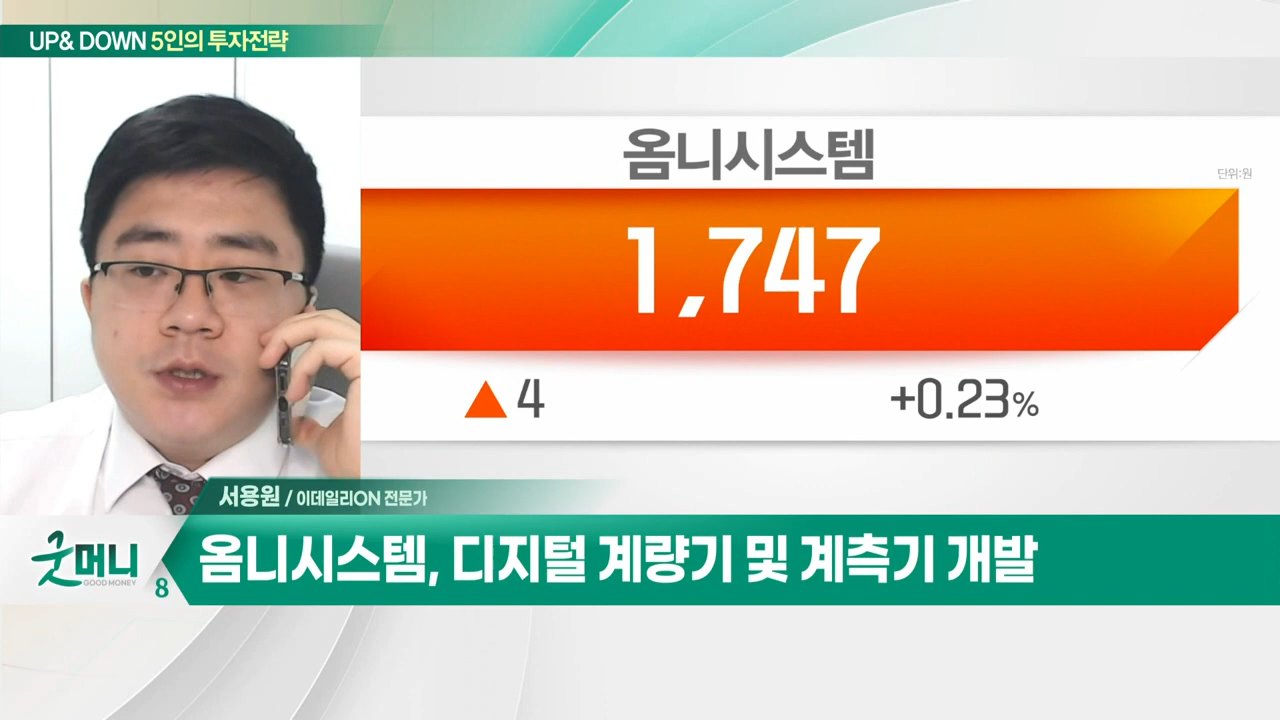 UP& DOWN 5인의 투자전략
옴니시스템
단위:원
1,747
▲ 4 +0.23%
서용원 / 이데일리ON 전문가
굿머니
GOOD MONEY
8
옴니시스템, 디지털 계량기 및 계측기 개발